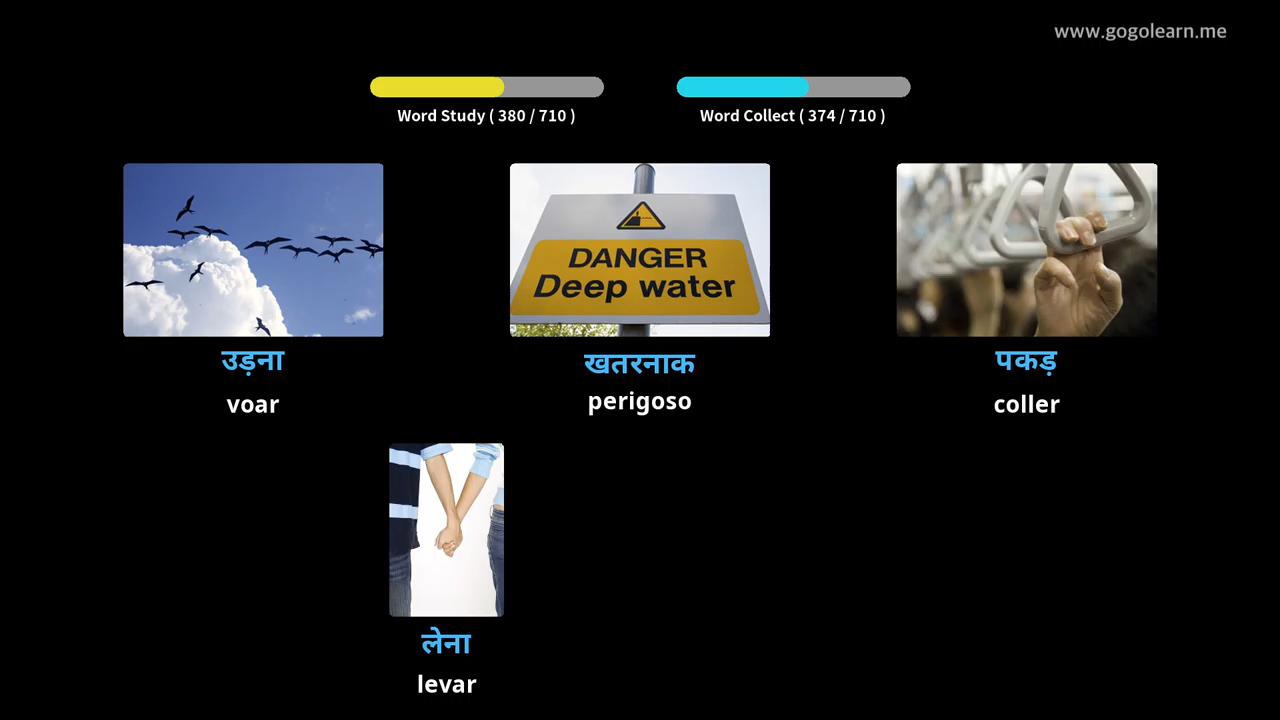 www.gogolearn.me
Word Study ( 380 / 710 )
Word Collect ( 374 / 710 )
DANGER
Deep water
उड़ना
खतरनाक
पकड़
voar
perigoso
coller
लेना
levar